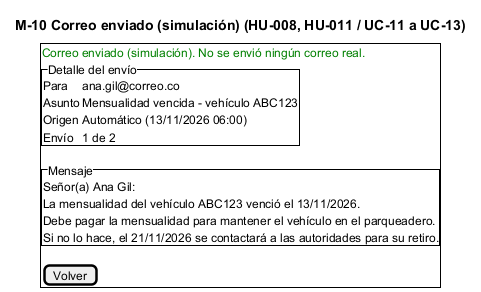 M-10 Correo enviado (simulación) (HU-008, HU-011 / UC-11 a UC-13)
Correo enviado (simulación). No se envió ningún correo real.
Detalle del envío
Para ana.gil@correo.co
Asunto Mensualidad vencida - vehículo ABC123
Origen Automático (13/11/2026 06:00)
Envío 1 de 2
Mensaje
Señor(a) Ana Gil:
La mensualidad del vehículo ABC123 venció el 13/11/2026.
Debe pagar la mensualidad para mantener el vehículo en el parqueadero.
Si no lo hace, el 21/11/2026 se contactará a las autoridades para su retiro.
Volver